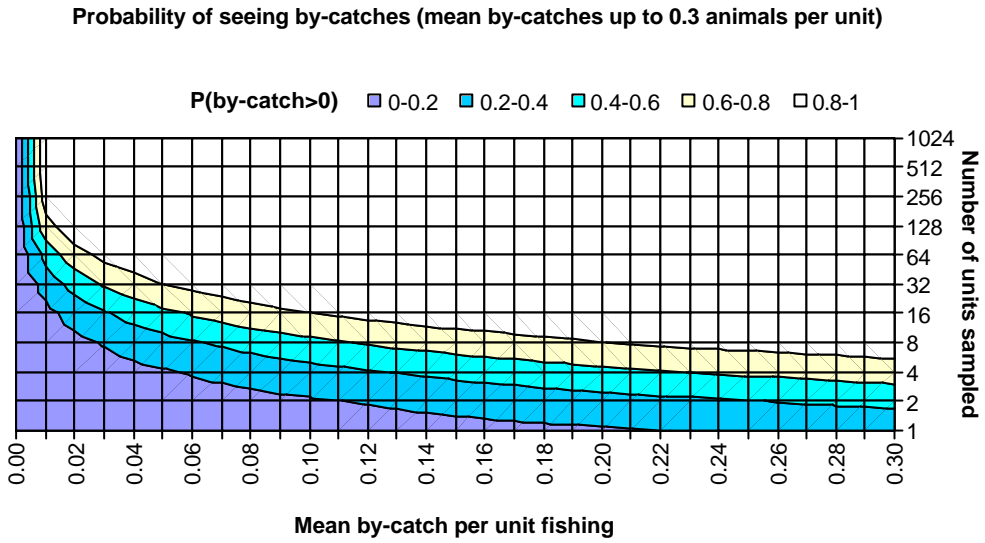 Probability of seeing by-catches (mean by-catches up to 0.3 animals per unit)
P(by-catch>0) 0-0.2 0.2-0.4 0.4-0.6 0.6-0.8 0.8-1
1024
512
256
128
64
32
16
8
4
2
1
Number of units sampled
0.00 0.02 0.04 0.06 0.08 0.10 0.12 0.14 0.16 0.18 0.20 0.22 0.24 0.26 0.28 0.30
Mean by-catch per unit fishing